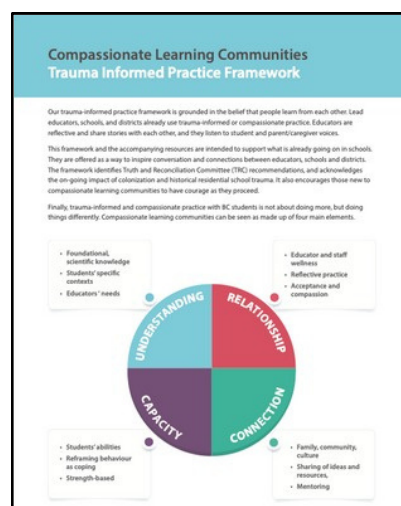 Compassionate Learning Communities
Trauma Informed Practice Framework
Our trauma-informed practice framework is grounded in the belief that people learn from each other. Lead
educators, schools, and districts already use trauma-informed or compassionate practice. Educators are
reflective and share stories with each other, and they listen to student and parent/caregiver voices.
This framework and the accompanying resources are intended to support what is already going on in schools.
They are offered as a way to inspire conversation and connections between educators, schools and districts.
The framework identifies Truth and Reconciliation Committee (TRC) recommendations, and acknowledges
the on-going impact of colonization and historical residential school trauma. It also encourages those new to
compassionate learning communities to have courage as they proceed.
Finally, trauma-informed and compassionate practice with BC students is not about doing more, but doing
things differently. Compassionate learning communities can be seen as made up of four main elements.
• Foundational,
scientific knowledge
• Students' specific
contexts
• Educators' needs
• Educator and staff
wellness
• Reflective practice
• Acceptance and
compassion
UNDERSTANDING
RELATIONSHIP
CAPACITY
CONNECTION
• Students' abilities
• Reframing behaviour
as coping
• Strength-based
• Family, community,
culture
• Sharing of ideas and
resources,
• Mentoring